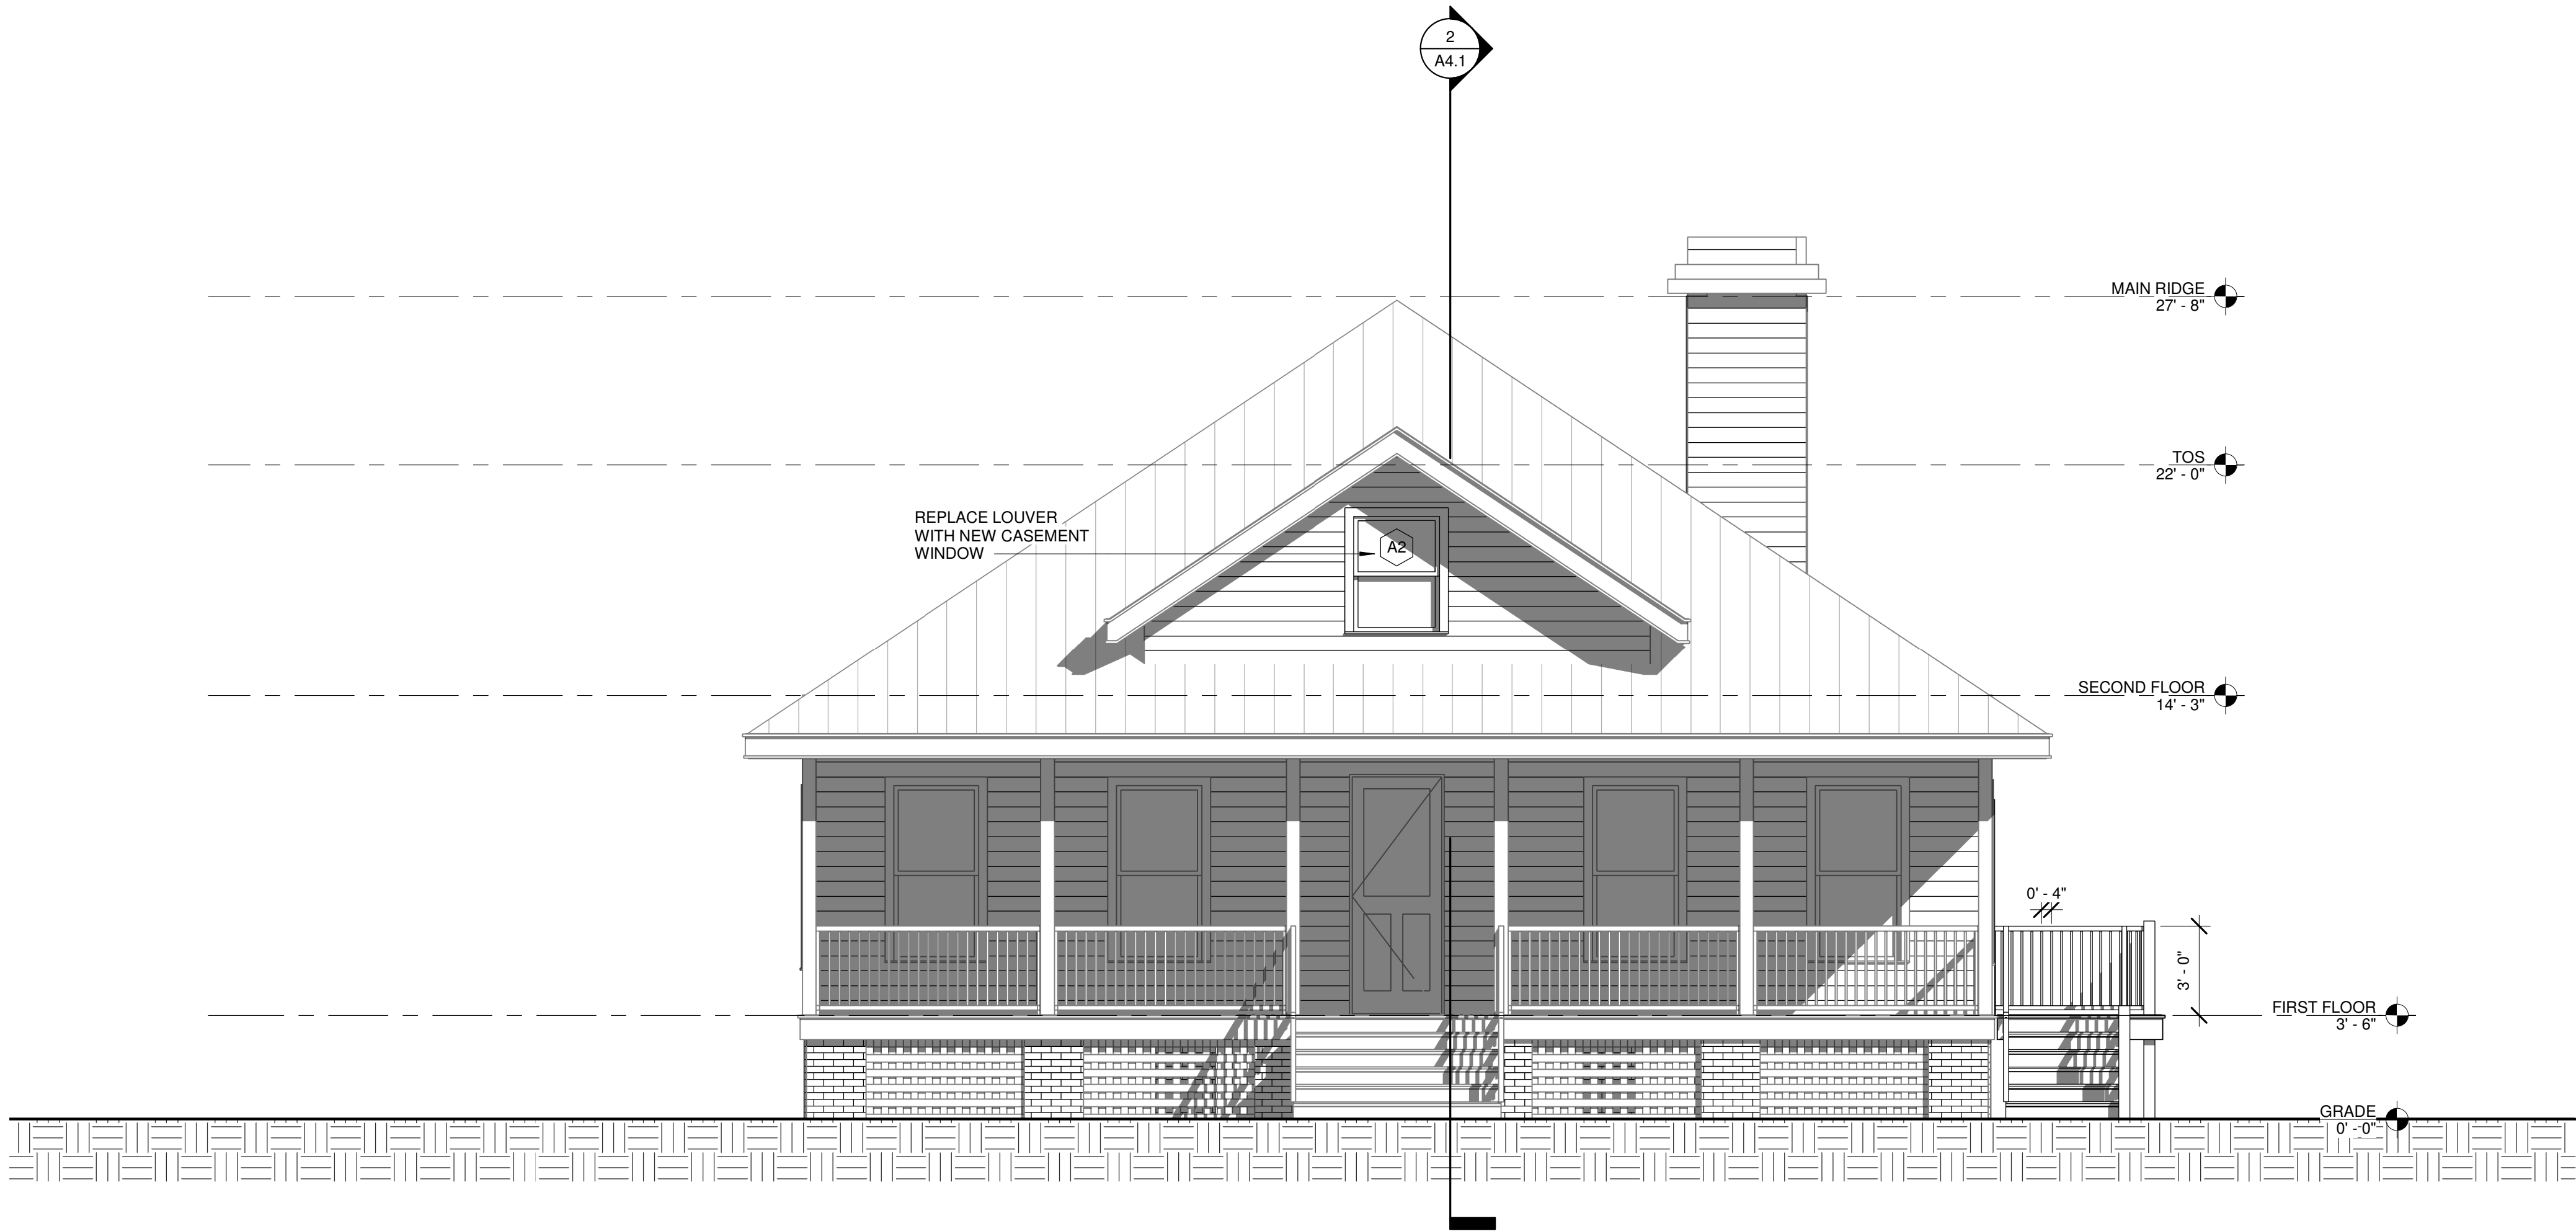 2
A4.1
MAIN RIDGE
27' - 8"
TOS
22' - 0"
REPLACE LOUVER
WITH NEW CASEMENT
WINDOW
A2
SECOND FLOOR
14' - 3"
0' - 4"
3' - 0"
FIRST FLOOR
3' - 6"
GRADE
0' - 0"